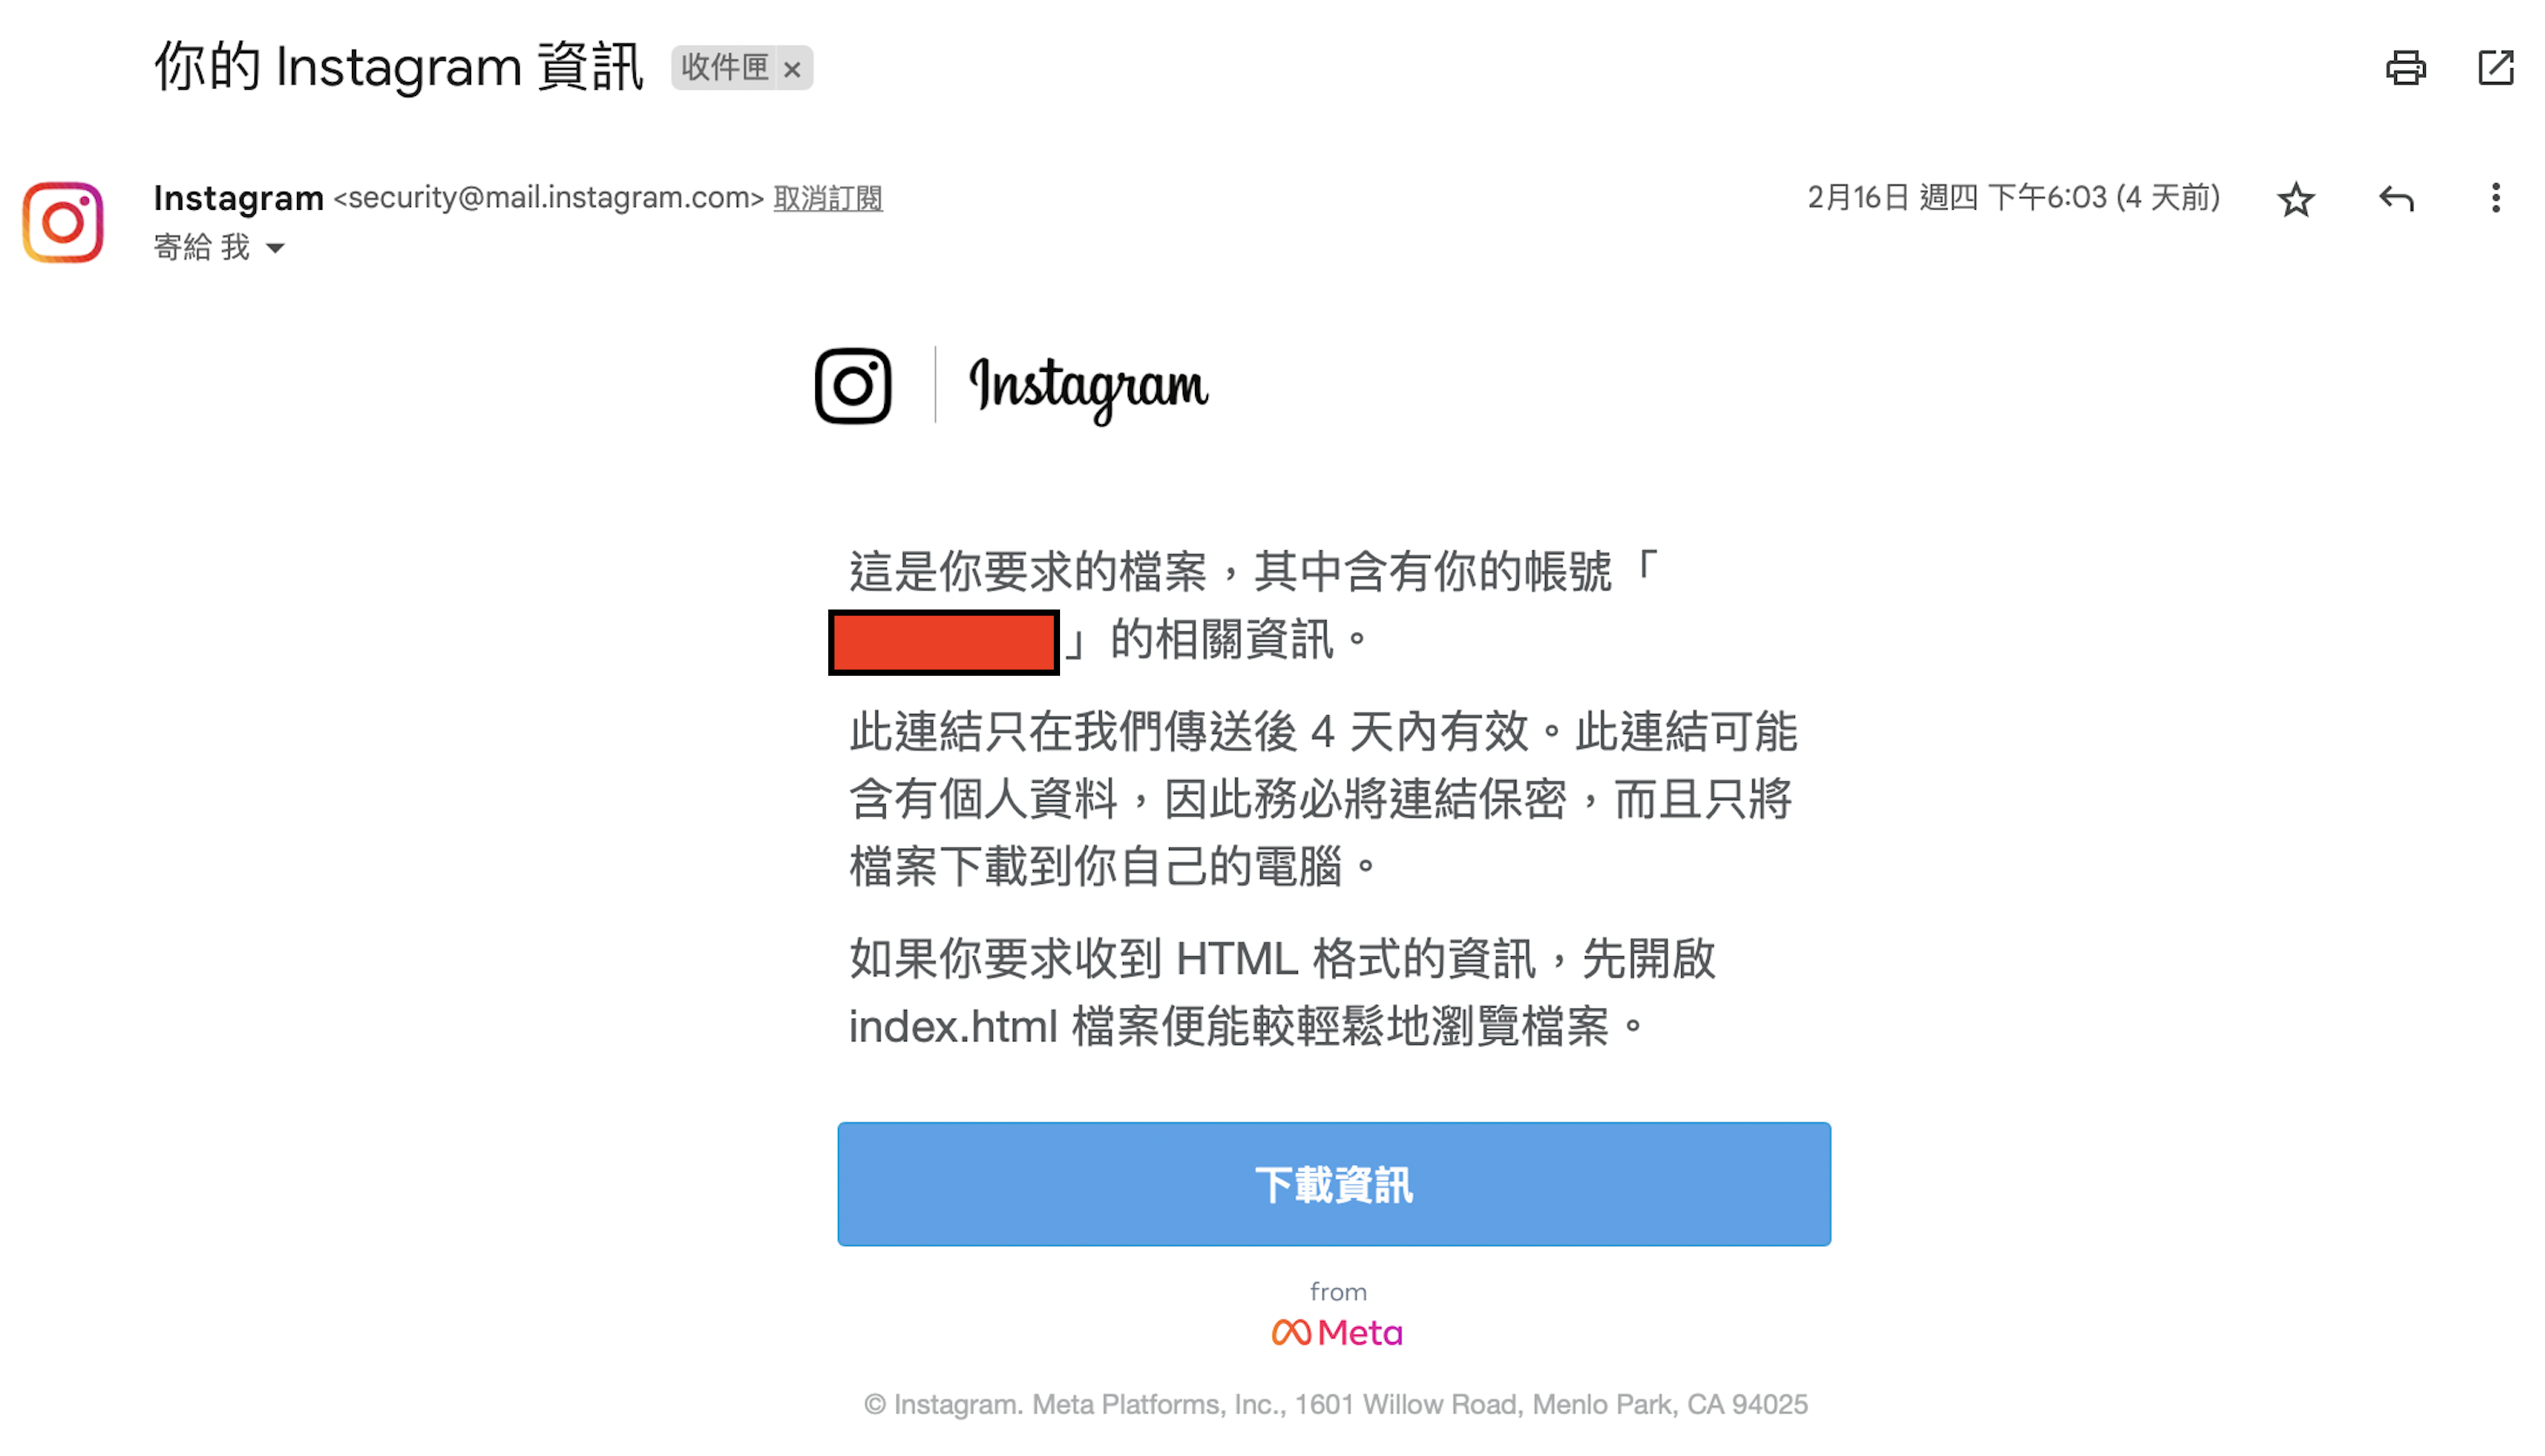 你的 Instagram 資訊 收件匣 ×
Instagram <security@mail.instagram.com> 取消訂閱 2月16日 週四 下午6:03 (4 天前)
寄給 我
Instagram
這是你要求的檔案，其中含有你的帳號「
」的相關資訊。
此連結只在我們傳送後 4 天內有效。此連結可能
含有個人資料，因此務必將連結保密，而且只將
檔案下載到你自己的電腦。
如果你要求收到 HTML 格式的資訊，先開啟
index.html 檔案便能較輕鬆地瀏覽檔案。
下載資訊
from
Meta
© Instagram. Meta Platforms, Inc., 1601 Willow Road, Menlo Park, CA 94025